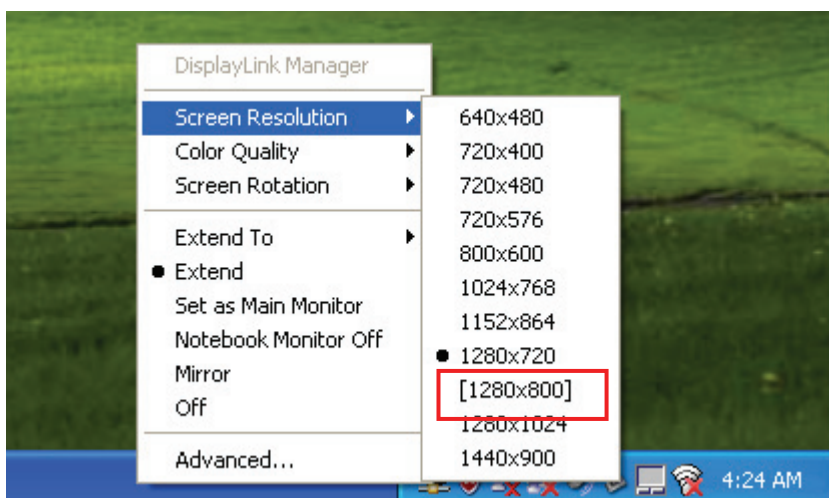 DisplayLink Manager
Screen Resolution
Color Quality
Screen Rotation
Extend To
Extend
Set as Main Monitor
Notebook Monitor Off
Mirror
Off
Advanced...
640x480
720x400
720x480
720x576
800x600
1024x768
1152x864
1280x720
[1280x800]
1280x1024
1440x900
4:24 AM